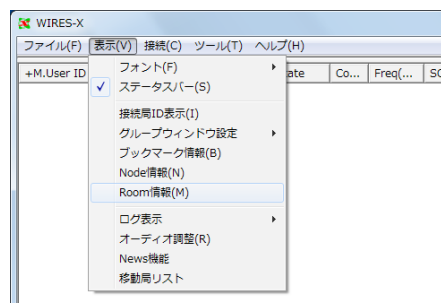 WIRES-X
ファイル(F) 表示(V) 接続(C) ツール(T) ヘルプ(H)
+M.User ID ate Co... Freq(... SC
フォント(F)
ステータスバー(S)
接続局ID表示(I)
グループウィンドウ設定
ブックマーク情報(B)
Node情報(N)
Room情報(M)
ログ表示
オーディオ調整(R)
News機能
移動局リスト